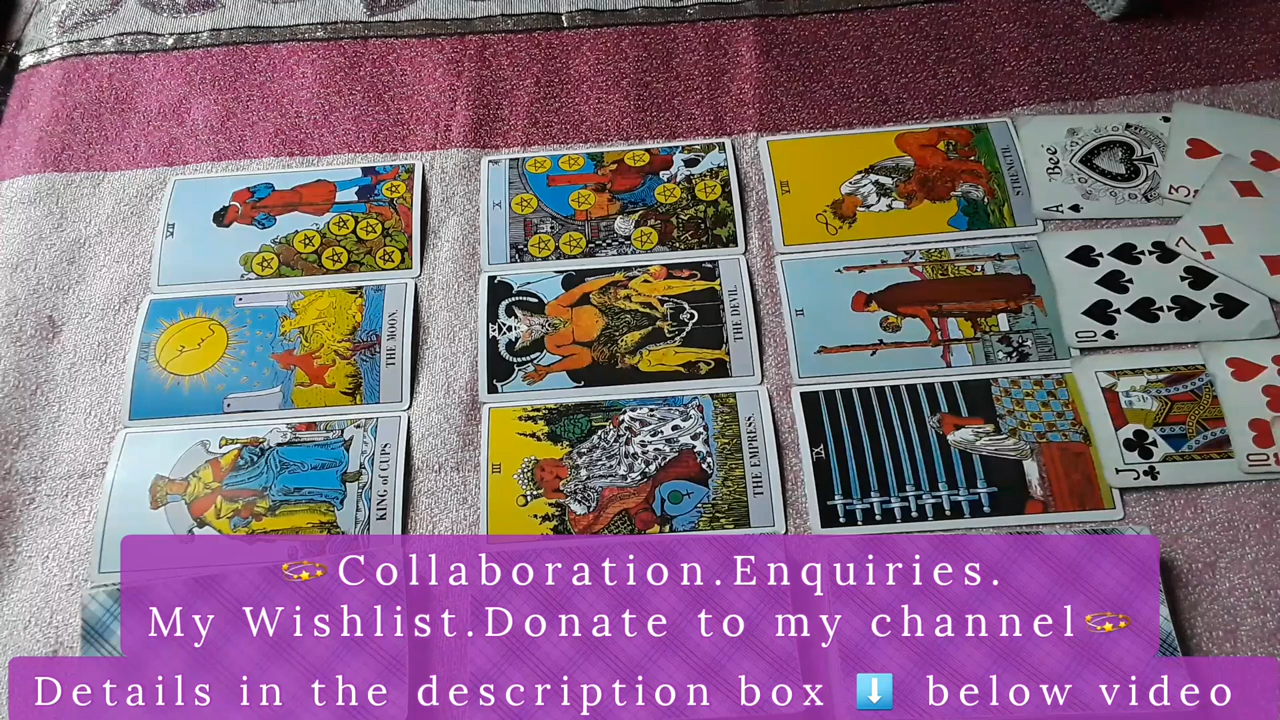 X
VIII
STRENGTH.
Bee
A
3
7
II
10
THE MOON.
XV
THE DEVIL.
KING of CUPS
III
THE EMPRESS.
IX
J
10
💫Collaboration.Enquiries.
My Wishlist.Donate to my channel💫
Details in the description box ⬇️ below video